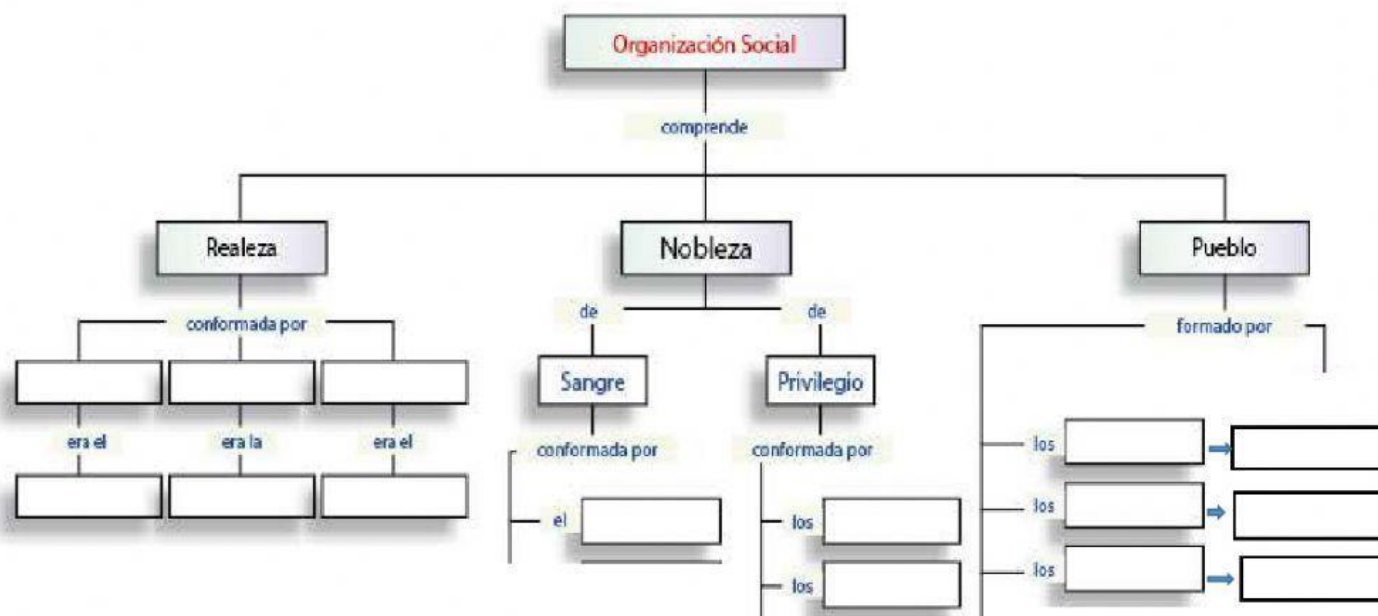 Organización Social
comprende
Realeza
Nobleza
Pueblo
conformada por
de
de
formado por
Sangre
Privilegio
era el
era la
era el
conformada por
conformada por
los
los
los
el
los
los